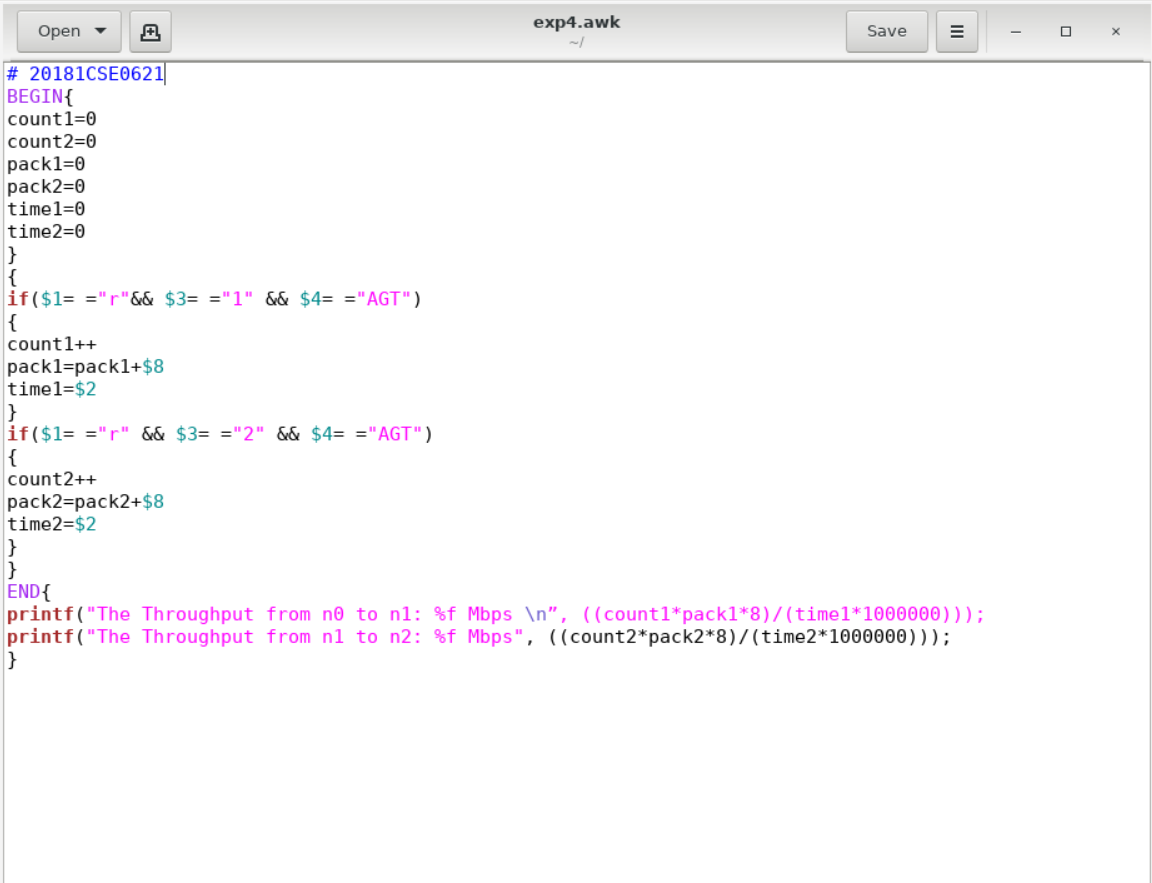 Open
exp4.awk
~/
Save
# 20181CSE0621
BEGIN{
count1=0
count2=0
pack1=0
pack2=0
time1=0
time2=0
}
{
if($1= ="r"&& $3= ="1" && $4= ="AGT")
{
count1++
pack1=pack1+$8
time1=$2
}
if($1= ="r" && $3= ="2" && $4= ="AGT")
{
count2++
pack2=pack2+$8
time2=$2
}
}
END{
printf("The Throughput from n0 to n1: %f Mbps \n”, ((count1*pack1*8)/(time1*1000000)));
printf("The Throughput from n1 to n2: %f Mbps", ((count2*pack2*8)/(time2*1000000)));
}